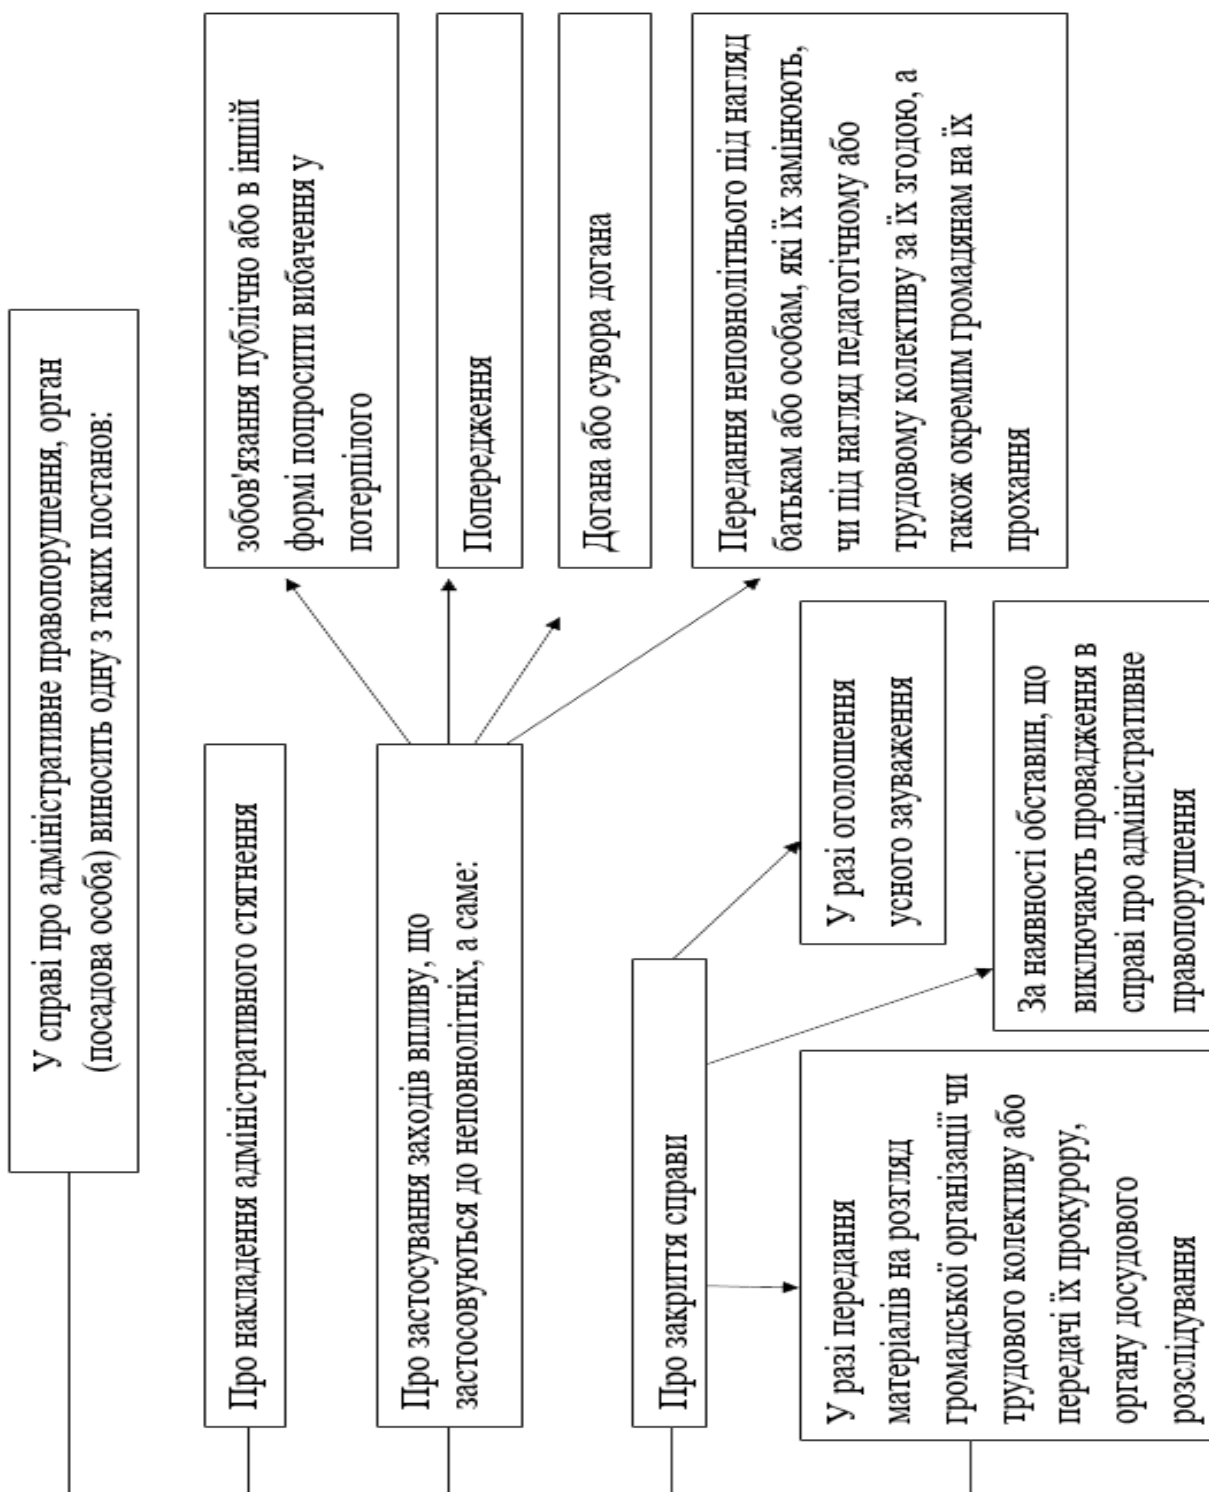 У справі про адміністративне правопорушення, орган
(посадова особа) виносить одну з таких постанов:
Про накладення адміністративного стягнення
Про застосування заходів впливу, що
застосовуються до неповнолітніх, а саме:
зобов'язання публічно або в іншій
формі попросити вибачення у
потерпілого
Попередження
Догана або сувора догана
Передання неповнолітнього під нагляд
батькам або особам, які їх замінюють,
чи під нагляд педагогічному або
трудовому колективу за їх згодою, а
також окремим громадянам на їх
прохання
Про закриття справи
У разі оголошення
усного зауваження
За наявності обставин, що
виключають провадження в
справі про адміністративне
правопорушення
У разі передання
матеріалів на розгляд
громадської організації чи
трудового колективу або
передачі їх прокурору,
органу досудового
розслідування